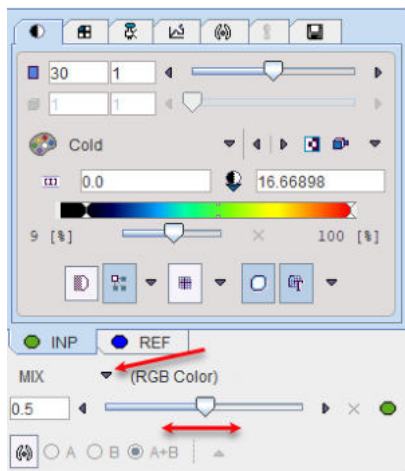 30 1
1 1
Cold
0.0 16.66898
9 [%] 100 [%]
INP REF
MIX (RGB Color)
0.5
A B A+B